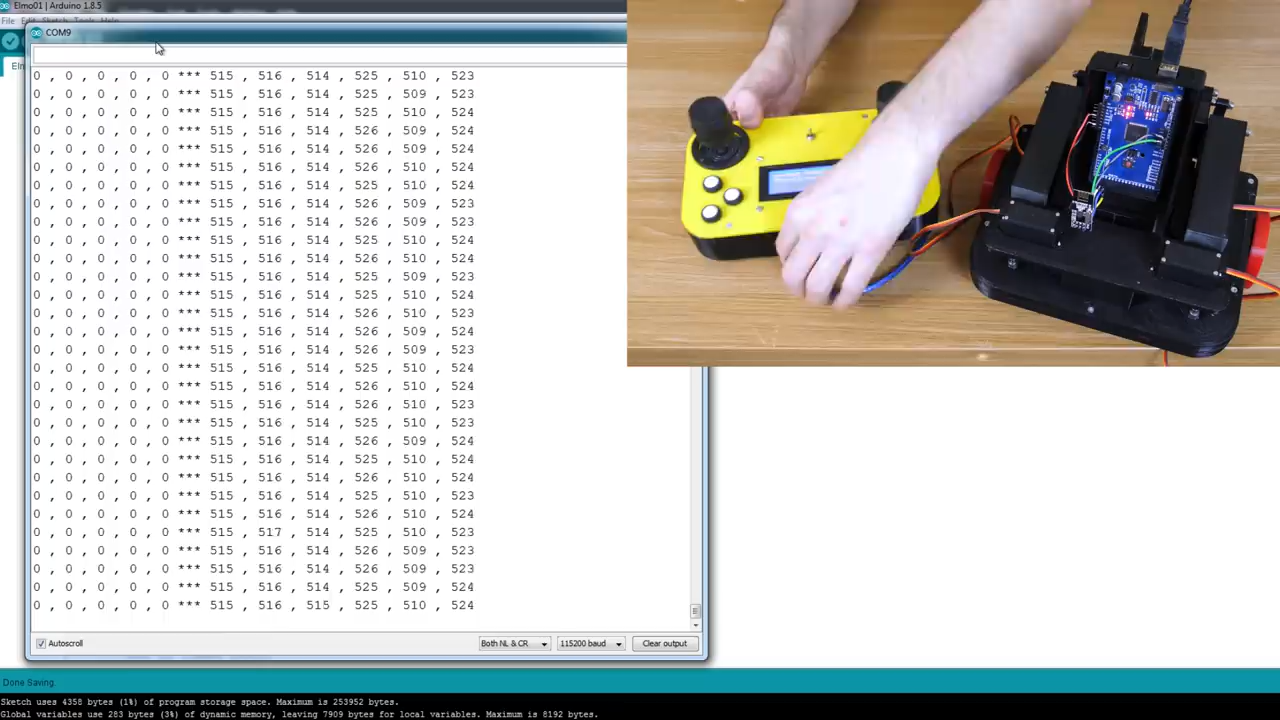 Elmo01 | Arduino 1.8.5
File Edit Sketch Tools Help
COM9
Elm
0 , 0 , 0 , 0 , 0 *** 515 , 516 , 514 , 525 , 510 , 523
0 , 0 , 0 , 0 , 0 *** 515 , 516 , 514 , 525 , 509 , 523
0 , 0 , 0 , 0 , 0 *** 515 , 516 , 514 , 525 , 510 , 524
0 , 0 , 0 , 0 , 0 *** 515 , 516 , 514 , 526 , 509 , 524
0 , 0 , 0 , 0 , 0 *** 515 , 516 , 514 , 526 , 509 , 523
0 , 0 , 0 , 0 , 0 *** 515 , 516 , 514 , 526 , 510 , 524
0 , 0 , 0 , 0 , 0 *** 515 , 516 , 514 , 525 , 510 , 524
0 , 0 , 0 , 0 , 0 *** 515 , 516 , 514 , 525 , 509 , 523
0 , 0 , 0 , 0 , 0 *** 515 , 516 , 514 , 526 , 509 , 523
0 , 0 , 0 , 0 , 0 *** 515 , 516 , 514 , 525 , 510 , 524
0 , 0 , 0 , 0 , 0 *** 515 , 516 , 514 , 526 , 510 , 524
0 , 0 , 0 , 0 , 0 *** 515 , 516 , 514 , 525 , 509 , 523
0 , 0 , 0 , 0 , 0 *** 515 , 516 , 514 , 525 , 510 , 524
0 , 0 , 0 , 0 , 0 *** 515 , 516 , 514 , 526 , 510 , 523
0 , 0 , 0 , 0 , 0 *** 515 , 516 , 514 , 526 , 509 , 523
0 , 0 , 0 , 0 , 0 *** 515 , 516 , 514 , 526 , 509 , 523
0 , 0 , 0 , 0 , 0 *** 515 , 516 , 514 , 525 , 510 , 524
0 , 0 , 0 , 0 , 0 *** 515 , 516 , 514 , 526 , 510 , 524
0 , 0 , 0 , 0 , 0 *** 515 , 516 , 514 , 525 , 510 , 523
0 , 0 , 0 , 0 , 0 *** 515 , 516 , 514 , 525 , 510 , 523
0 , 0 , 0 , 0 , 0 *** 515 , 516 , 514 , 526 , 509 , 524
0 , 0 , 0 , 0 , 0 *** 515 , 516 , 514 , 525 , 510 , 524
0 , 0 , 0 , 0 , 0 *** 515 , 516 , 514 , 526 , 510 , 524
0 , 0 , 0 , 0 , 0 *** 515 , 516 , 514 , 525 , 510 , 523
0 , 0 , 0 , 0 , 0 *** 515 , 516 , 514 , 526 , 510 , 524
0 , 0 , 0 , 0 , 0 *** 515 , 517 , 514 , 525 , 510 , 523
0 , 0 , 0 , 0 , 0 *** 515 , 516 , 514 , 526 , 509 , 523
0 , 0 , 0 , 0 , 0 *** 515 , 516 , 514 , 526 , 509 , 523
0 , 0 , 0 , 0 , 0 *** 515 , 516 , 514 , 525 , 509 , 524
0 , 0 , 0 , 0 , 0 *** 515 , 516 , 515 , 525 , 510 , 524
Autoscroll Both NL & CR 115200 baud Clear output
Done Saving.
Sketch uses 4358 bytes (1%) of program storage space. Maximum is 253952 bytes.
Global variables use 283 bytes (3%) of dynamic memory, leaving 7909 bytes for local variables. Maximum is 8192 bytes.